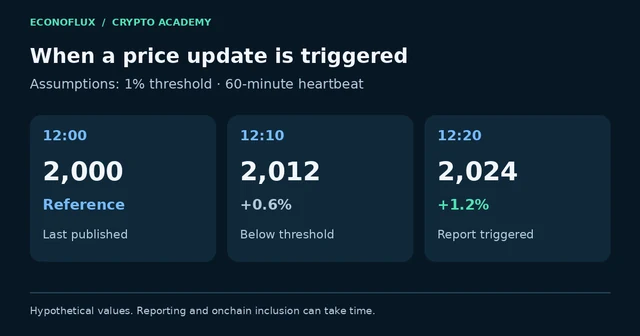 ECONOFLUX / CRYPTO ACADEMY
When a price update is triggered
Assumptions: 1% threshold · 60-minute heartbeat
12:00
2,000
Reference
Last published
12:10
2,012
+0.6%
Below threshold
12:20
2,024
+1.2%
Report triggered
Hypothetical values. Reporting and onchain inclusion can take time.